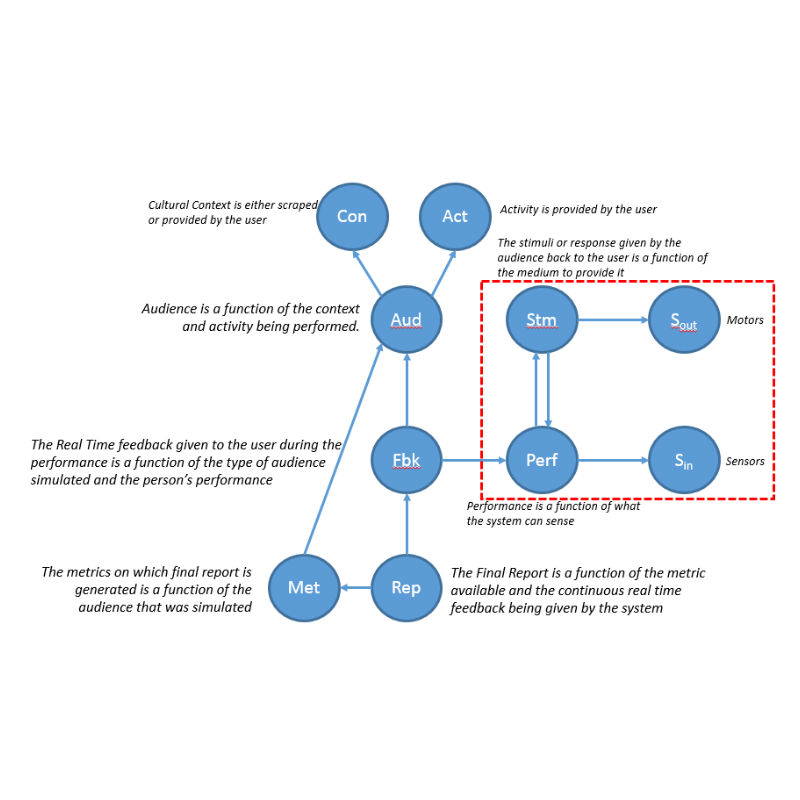 Cultural Context is either scraped
or provided by the user
Con
Act
Activity is provided by the user
The stimuli or response given by the
audience back to the user is a function of
the medium to provide it
Audience is a function of the context
and activity being performed.
Aud
Stm
Sout
Motors
The Real Time feedback given to the user during the
performance is a function of the type of audience
simulated and the person's performance
Fbk
Perf
SIn
Sensors
Performance is a function of what
the system can sense
The metrics on which final report is
generated is a function of the
audience that was simulated
Met
Rep
The Final Report is a function of the metric
available and the continuous real time
feedback being given by the system